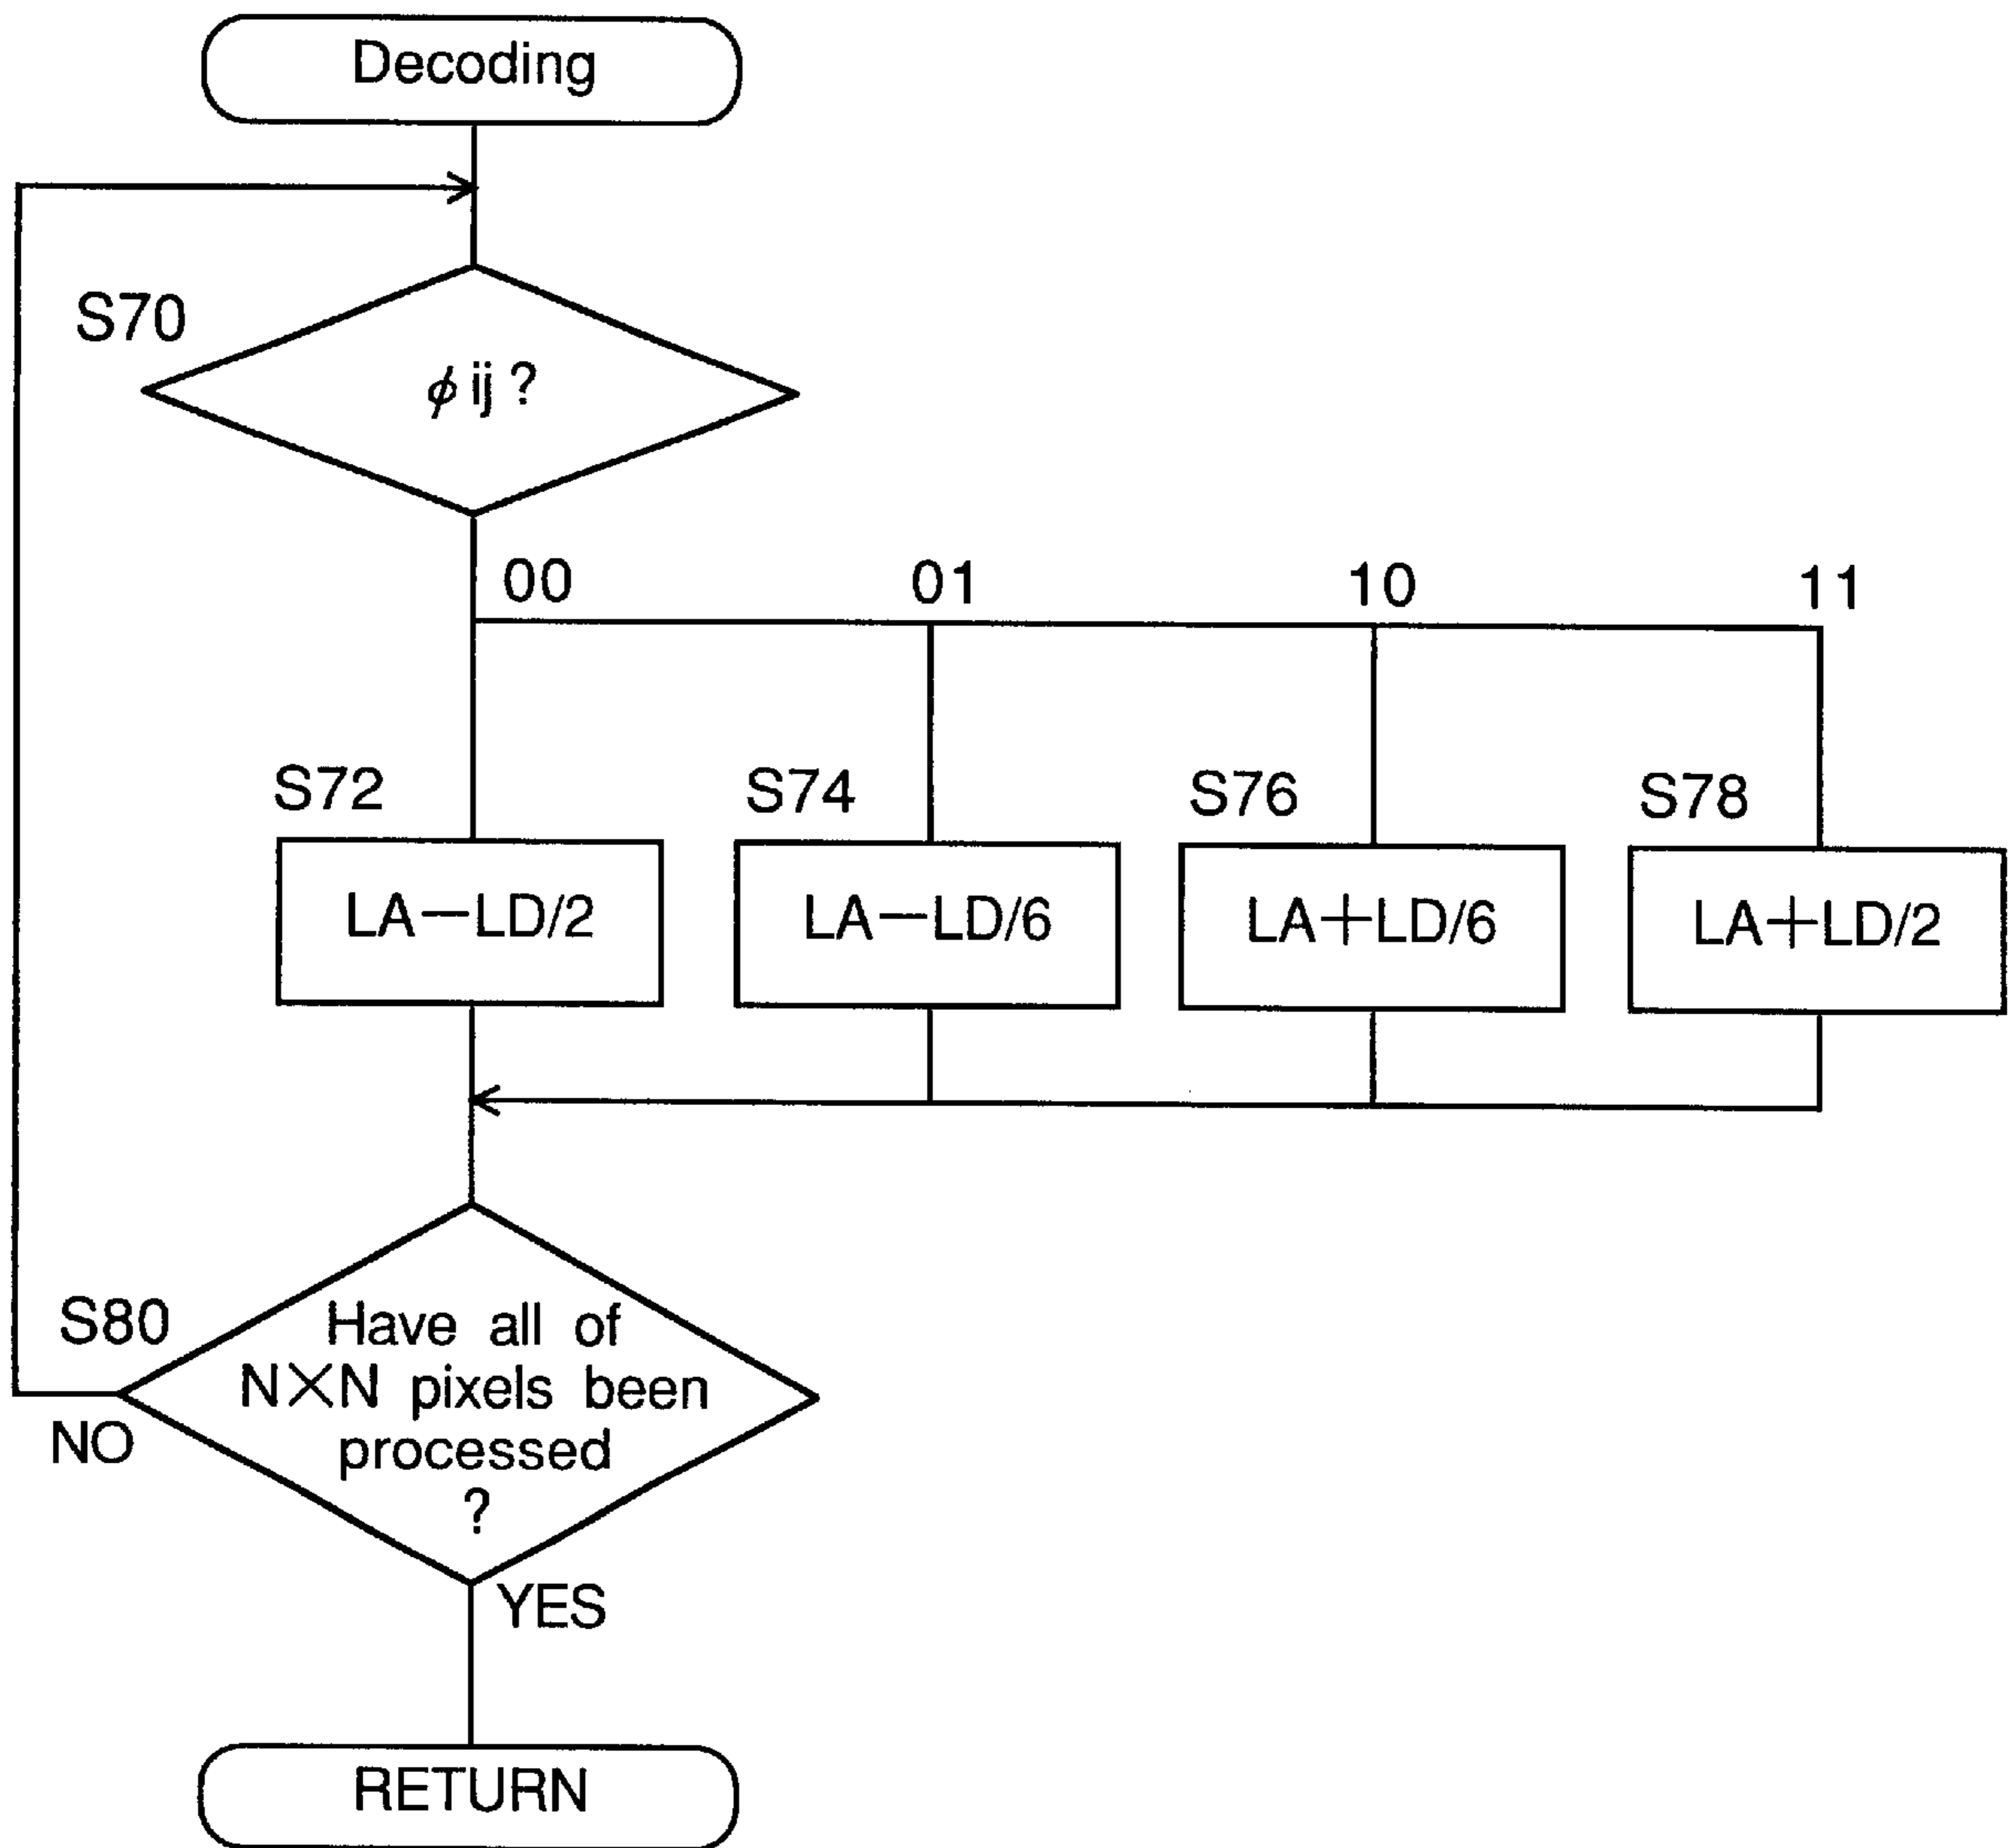 Decoding
S70
ϕ ij ?
00 01 10 11
S72 S74 S76 S78
LA−LD/2 LA−LD/6 LA+LD/6 LA+LD/2
S80
Have all of
N×N pixels been
processed
?
NO
YES
RETURN